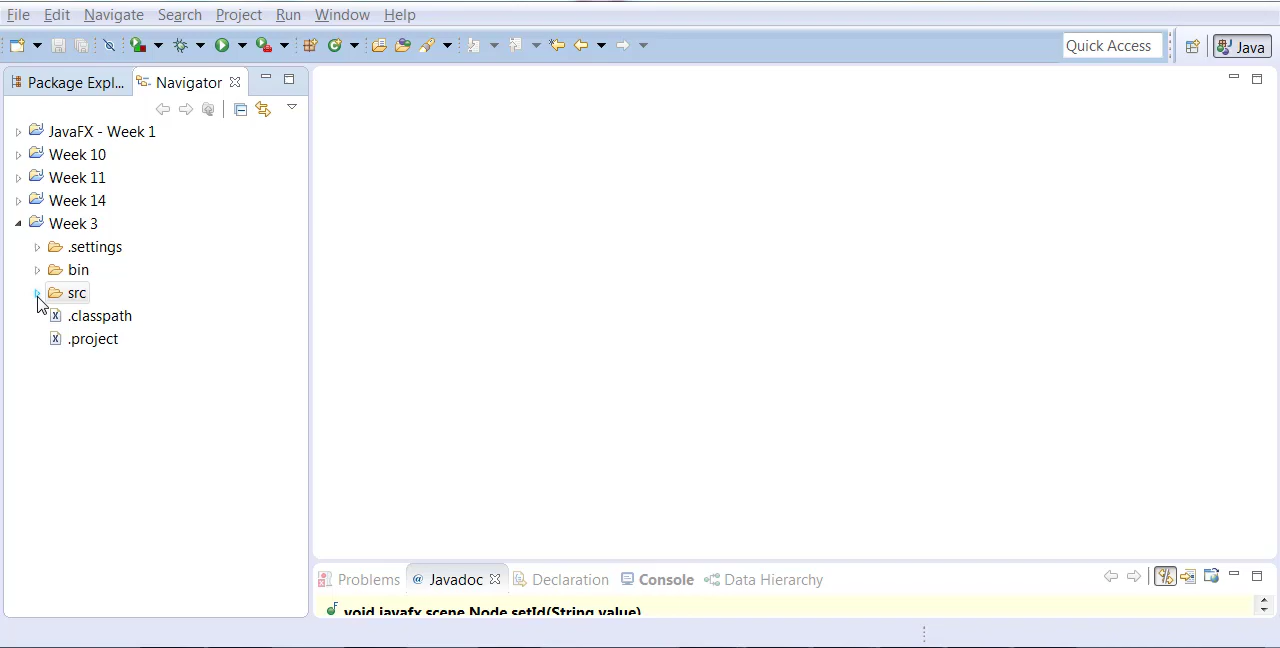 File Edit Navigate Search Project Run Window Help
Quick Access Java
Package Expl... Navigator
JavaFX - Week 1
Week 10
Week 11
Week 14
Week 3
.settings
bin
src
.classpath
.project
Problems @ Javadoc Declaration Console Data Hierarchy
void javafx.scene.Node.setId(String value)